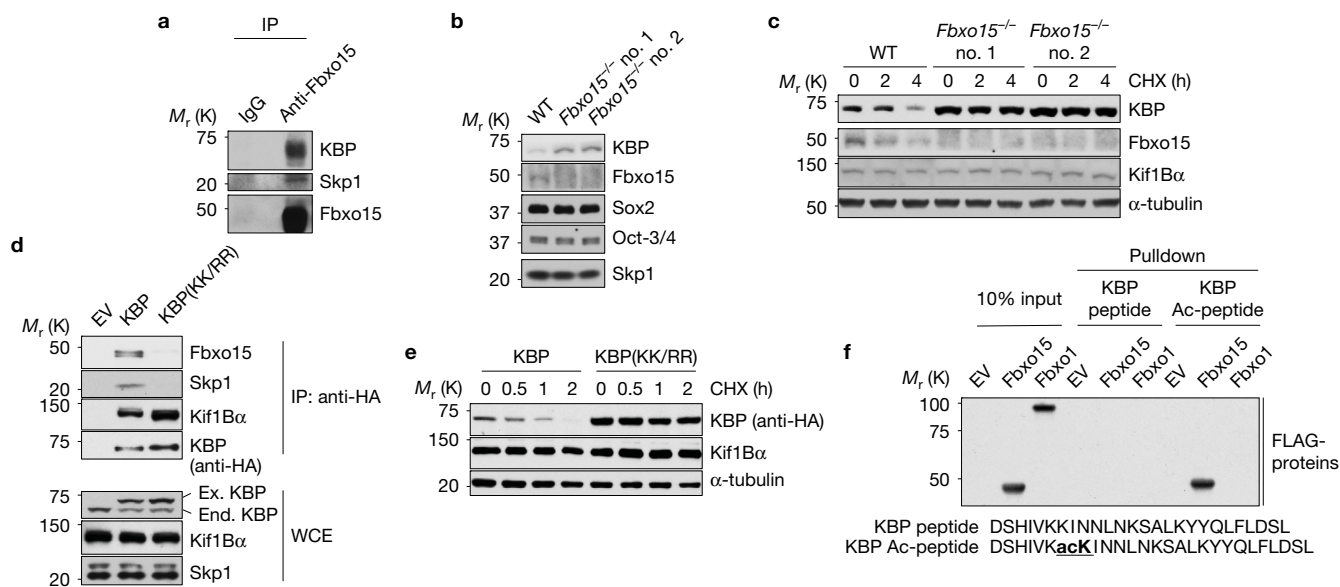 a
IP
IgG
Anti-Fbxo15
Mr (K)
75
KBP
20
Skp1
50
Fbxo15
b
WT
Fbxo15–/– no. 1
Fbxo15–/– no. 2
Mr (K)
75
KBP
50
Fbxo15
37
Sox2
37
Oct-3/4
20
Skp1
c
WT
Fbxo15–/– no. 1
Fbxo15–/– no. 2
Mr (K)
0 2 4 0 2 4 0 2 4 CHX (h)
75
KBP
50
Fbxo15
150
Kif1Bα
50
α-tubulin
d
EV
KBP
KBP(KK/RR)
Mr (K)
50
Fbxo15
20
Skp1
150
Kif1Bα
75
KBP
(anti-HA)
IP: anti-HA
75
Ex. KBP
End. KBP
150
Kif1Bα
20
Skp1
WCE
e
KBP KBP(KK/RR)
Mr (K)
0 0.5 1 2 0 0.5 1 2 CHX (h)
75
KBP (anti-HA)
150
Kif1Bα
20
α-tubulin
f
Pulldown
10% input
KBP
peptide
KBP
Ac-peptide
Mr (K)
EV
Fbxo15
Fbxo1
EV
Fbxo15
Fbxo1
EV
Fbxo15
Fbxo1
100
75
50
FLAG-
proteins
KBP peptide DSHIVKKINNLNKSALKYYQLFLDSL
KBP Ac-peptide DSHIVKacKINNLNKSALKYYQLFLDSL